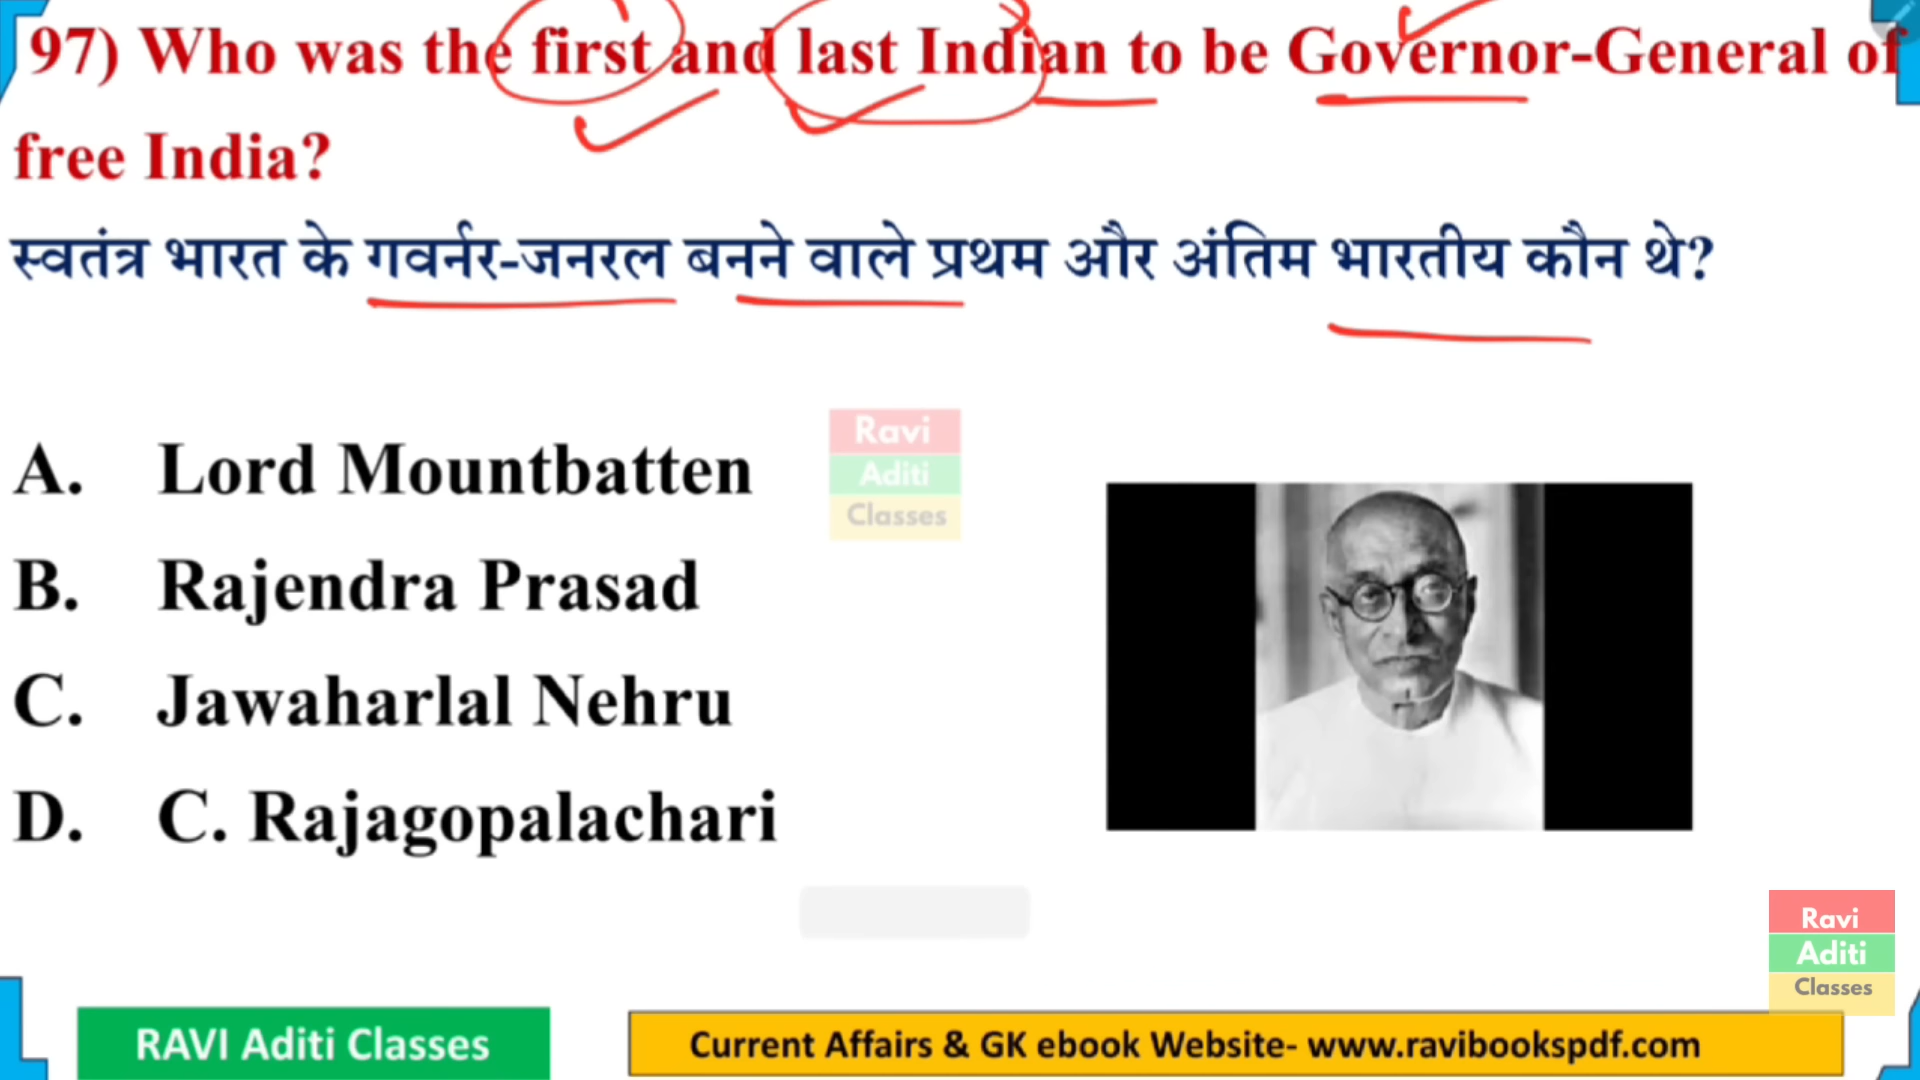 97) Who was the first and last Indian to be Governor-General of
free India?
स्वतंत्र भारत के गवर्नर-जनरल बनने वाले प्रथम और अंतिम भारतीय कौन थे?
A. Lord Mountbatten
B. Rajendra Prasad
C. Jawaharlal Nehru
D. C. Rajagopalachari
Ravi
Aditi
Classes
Ravi
Aditi
Classes
RAVI Aditi Classes
Current Affairs & GK ebook Website- www.ravibookspdf.com